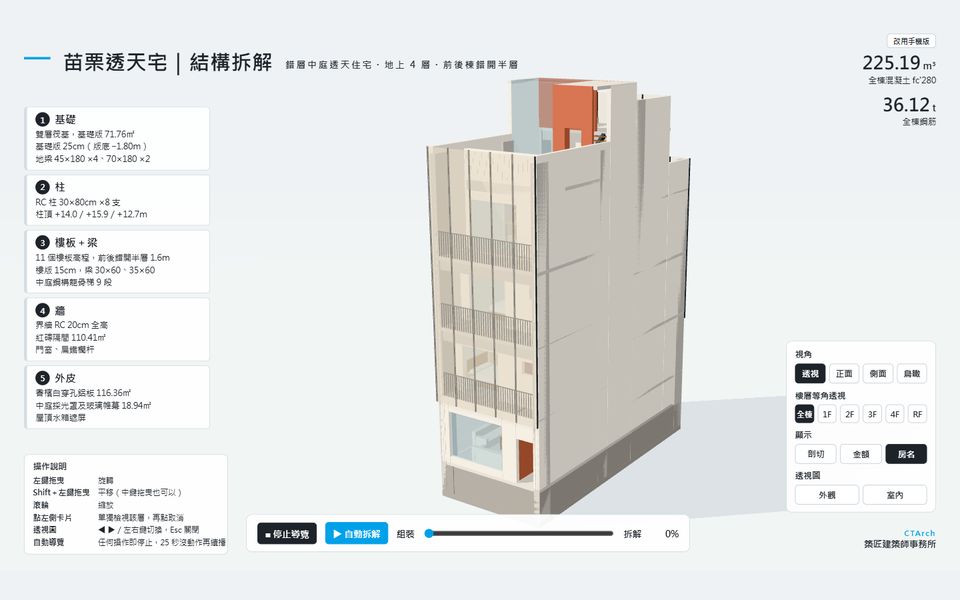 苗栗透天宅｜結構拆解 錯層中庭透天住宅．地上 4 層．前後棟錯開半層
改用手機版
225.19 m³
全棟混凝土 fc'280
36.12 t
全棟鋼筋
1 基礎
雙層筏基，基礎版 71.76㎡
基礎版 25cm（版底 −1.80m）
地梁 45×180 ×4、70×180 ×2
2 柱
RC 柱 30×80cm ×8 支
柱頂 +14.0 / +15.9 / +12.7m
3 樓板 + 梁
11 個樓板高程，前後錯開半層 1.6m
樓版 15cm，梁 30×60、35×60
中庭鋼構龍骨梯 9 段
4 牆
界牆 RC 20cm 全高
紅磚隔間 110.41㎡
門窗、扁鐵欄杆
5 外皮
香檳白穿孔鋁板 116.36㎡
中庭採光罩及玻璃帷幕 18.94㎡
屋頂水箱遮屏
操作說明
左鍵拖曳 旋轉
Shift + 左鍵拖曳 平移（中鍵拖曳也可以）
滾輪 縮放
點左側卡片 單獨檢視該層，再點取消
透視圖 ◀ ▶ / 左右鍵切換，Esc 關閉
自動導覽 任何操作即停止，25 秒沒動作再續播
■ 停止導覽 ▶ 自動拆解 組裝 拆解 0%
視角
透視 正面 側面 鳥瞰
樓層等角透視
全棟 1F 2F 3F 4F RF
顯示
剖切 金額 房名
透視圖
外觀 室內
CTArch
築匠建築師事務所